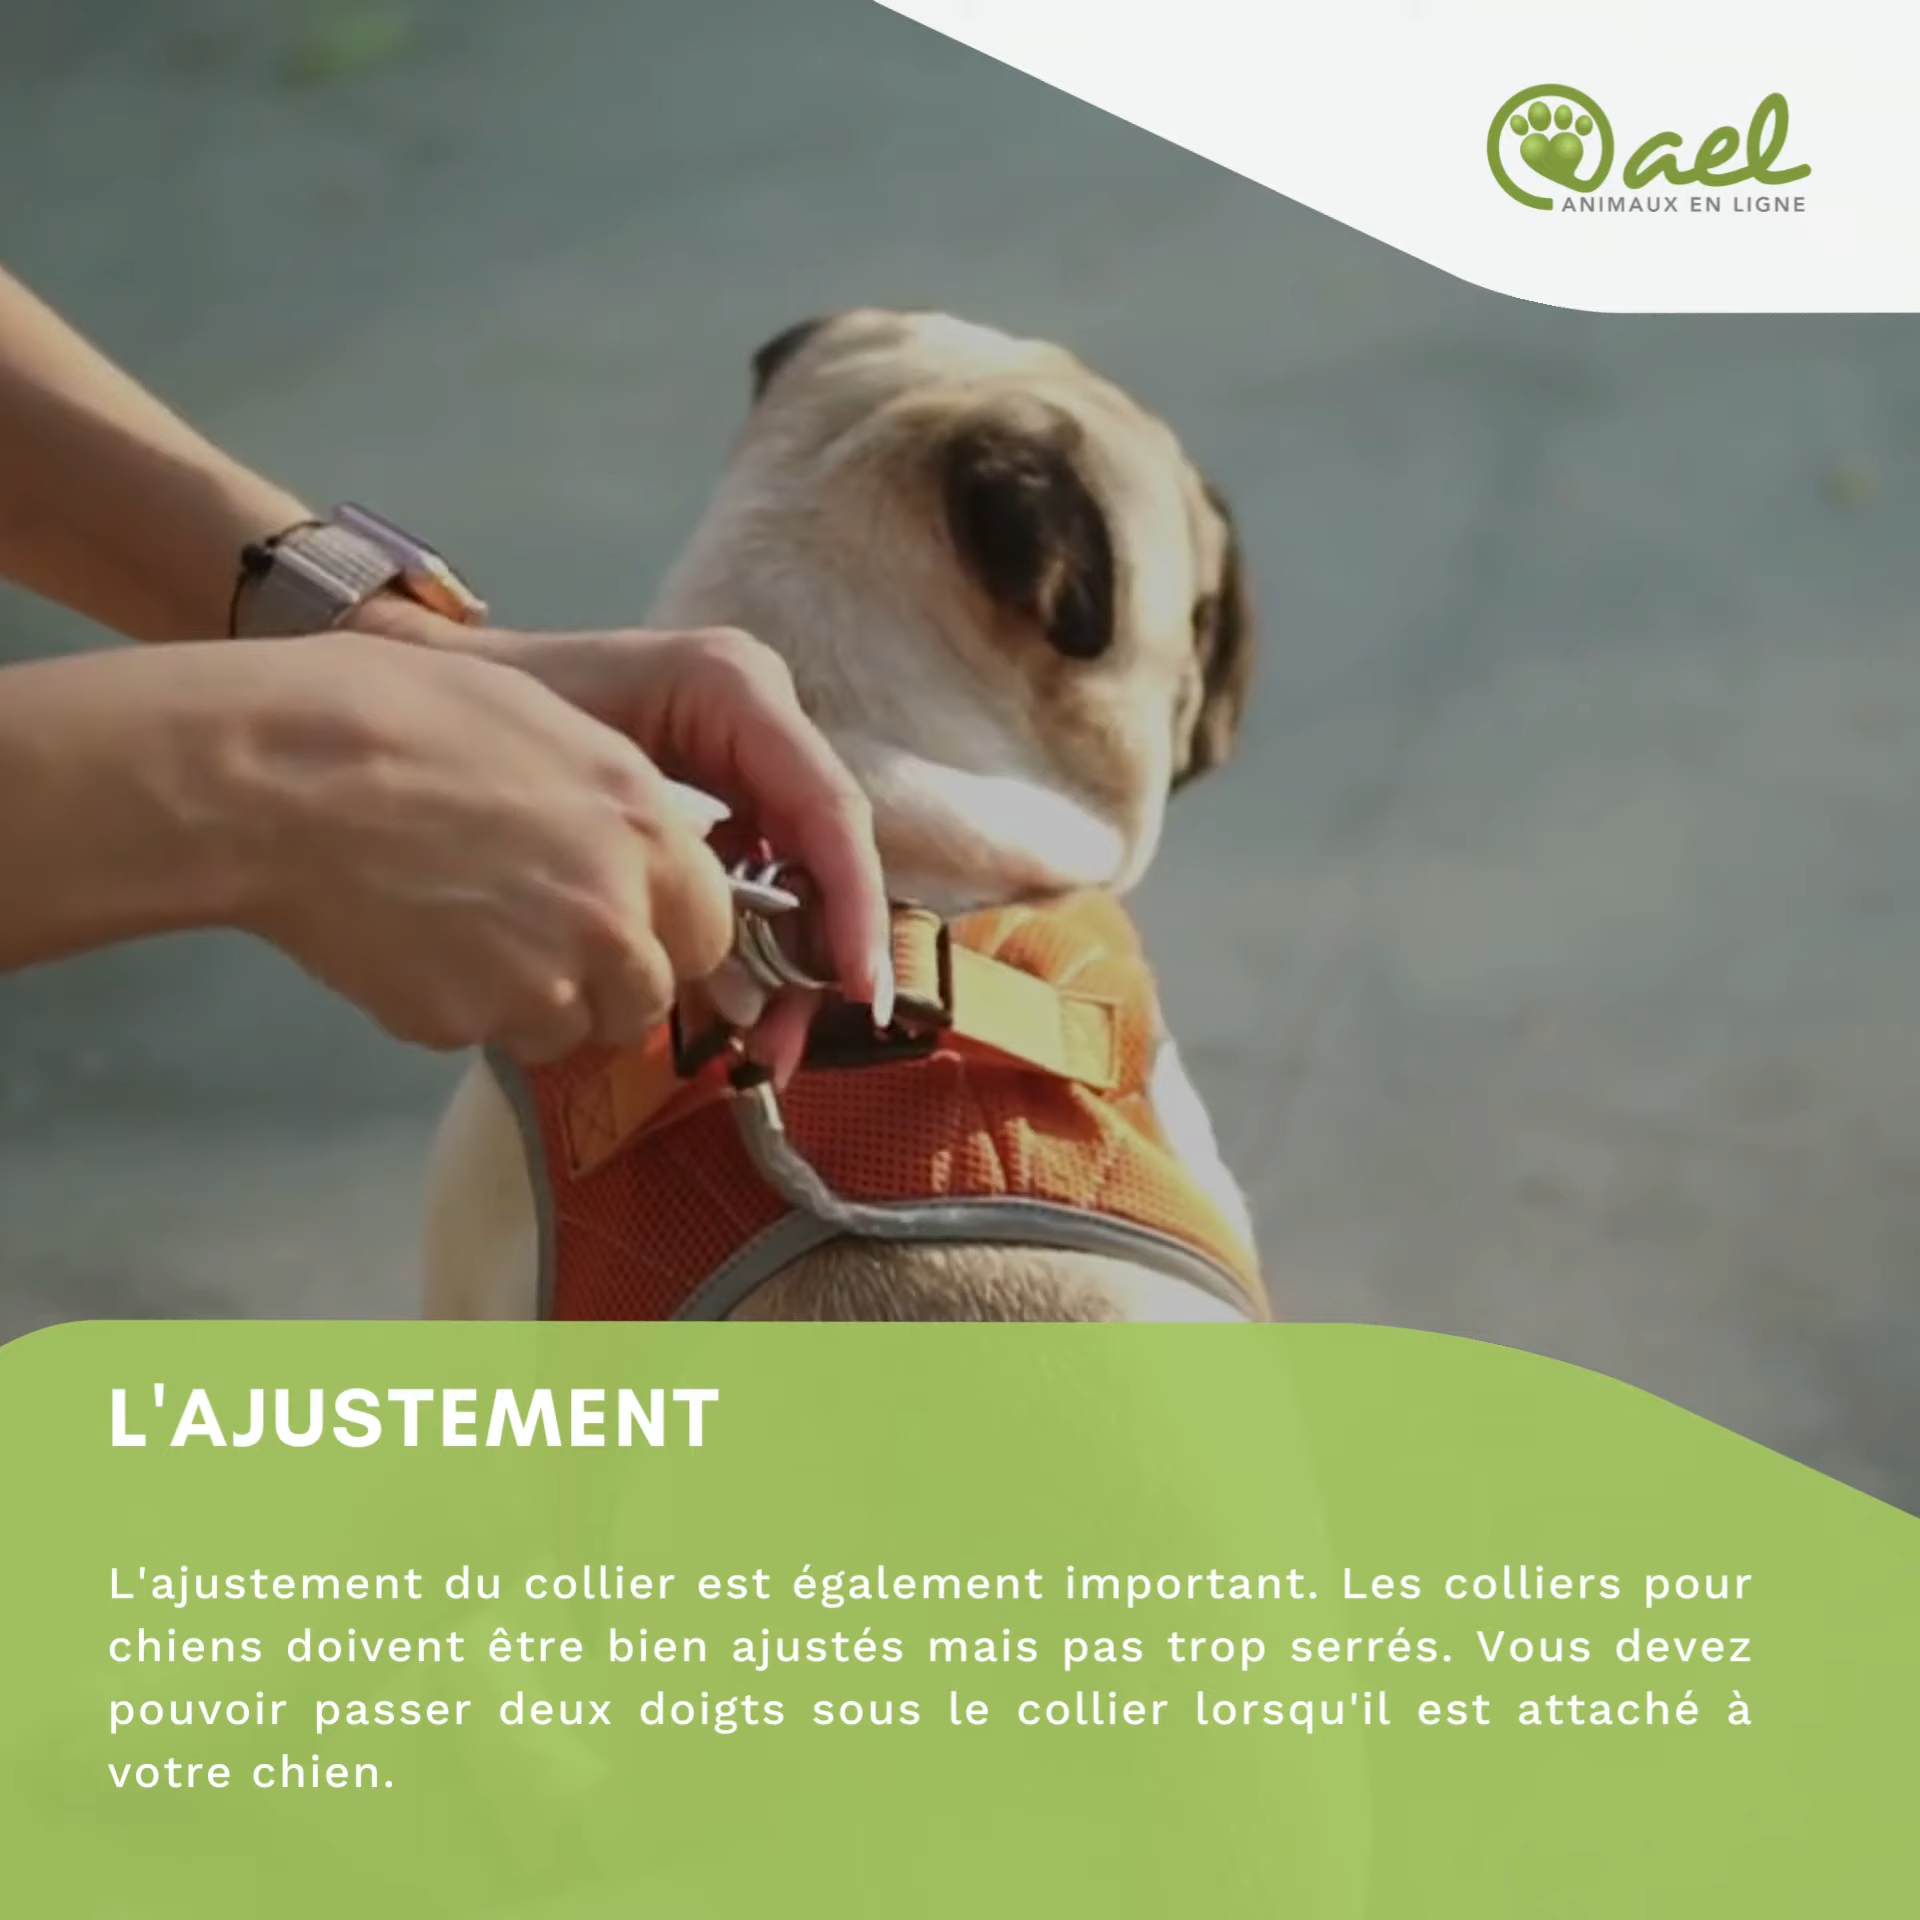 ael
ANIMAUX EN LIGNE
L'AJUSTEMENT
L'ajustement du collier est également important. Les colliers pour
chiens doivent être bien ajustés mais pas trop serrés. Vous devez
pouvoir passer deux doigts sous le collier lorsqu'il est attaché à
votre chien.